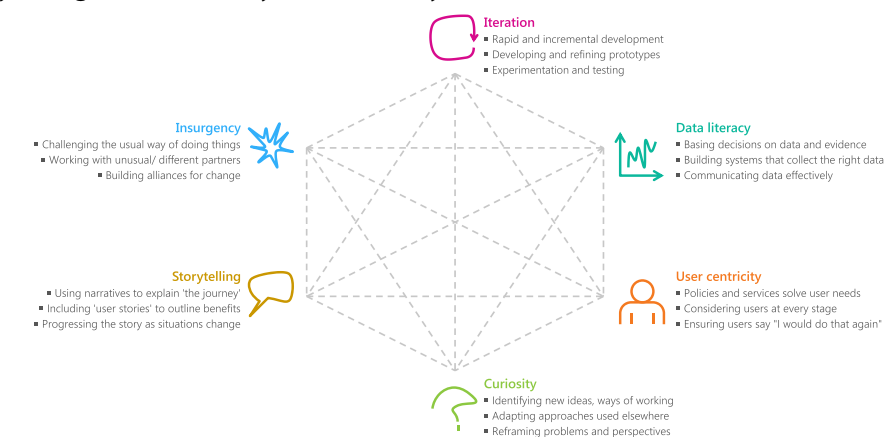 Iteration
▪ Rapid and incremental development
▪ Developing and refining prototypes
▪ Experimentation and testing
Insurgency
▪ Challenging the usual way of doing things
▪ Working with unusual/ different partners
▪ Building alliances for change
Data literacy
▪ Basing decisions on data and evidence
▪ Building systems that collect the right data
▪ Communicating data effectively
Storytelling
▪ Using narratives to explain 'the journey'
▪ Including 'user stories' to outline benefits
▪ Progressing the story as situations change
User centricity
▪ Policies and services solve user needs
▪ Considering users at every stage
▪ Ensuring users say "I would do that again"
Curiosity
▪ Identifying new ideas, ways of working
▪ Adapting approaches used elsewhere
▪ Reframing problems and perspectives